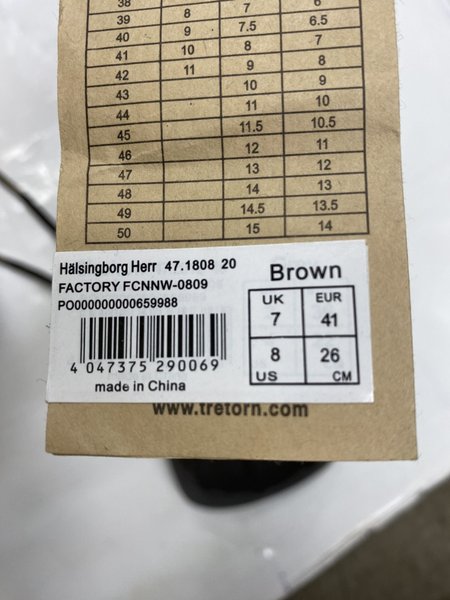 38
39 8 7 6
40 9 7.5 6.5
41 10 8 7
42 11 9 8
43 10 9
44 11 10
45 11.5 10.5
46 12 11
47 13 12
48 14 13
49 14.5 13.5
50 15 14
Hälsingborg Herr 47.1808 20
FACTORY FCNNW-0809
PO000000000659988
4 047375 290069
made in China
Brown
UK EUR
7 41
8 26
US CM
www.tretorn.com